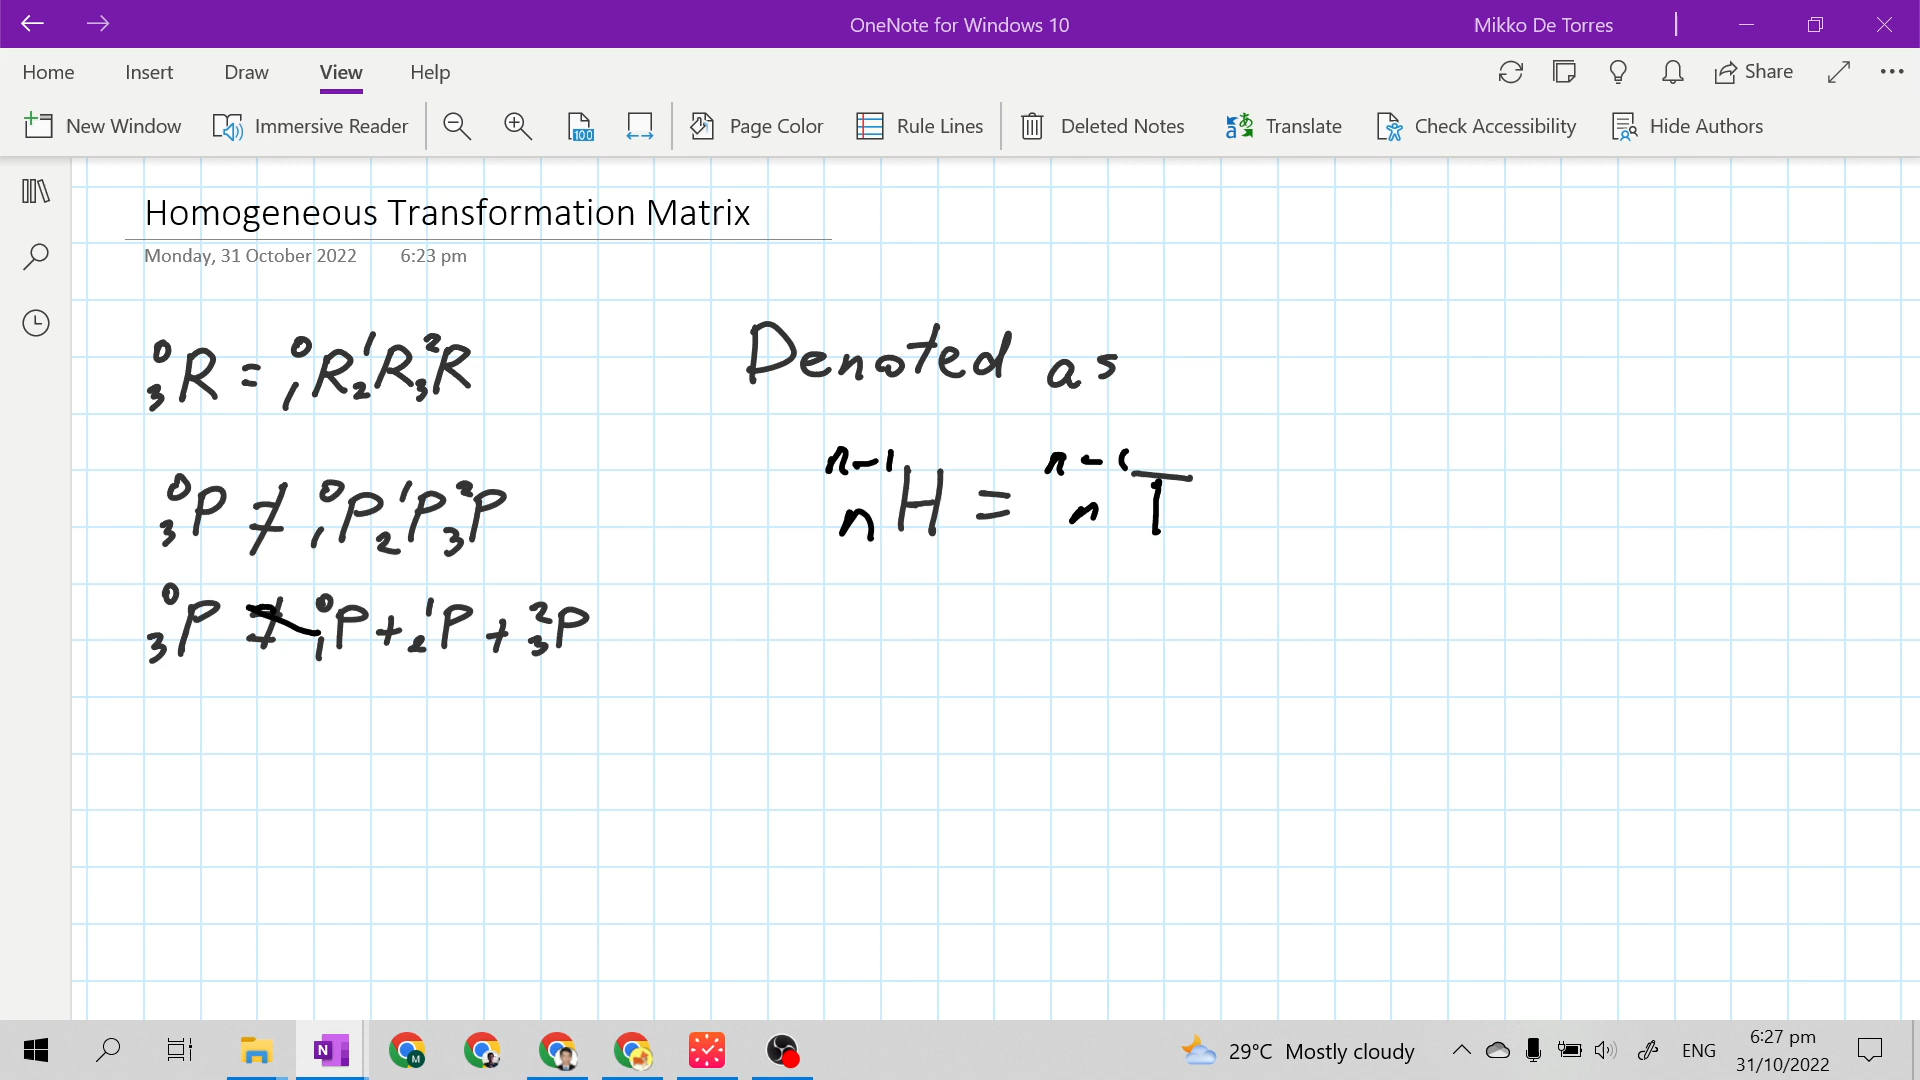 OneNote for Windows 10
Mikko De Torres
Home Insert Draw View Help
Share
New Window Immersive Reader 100 Page Color Rule Lines Deleted Notes Translate Check Accessibility Hide Authors
Homogeneous Transformation Matrix
Monday, 31 October 2022 6:23 pm
⁰₃R = ⁰₁R ¹₂R ²₃R
⁰₃P ≠ ⁰₁P ¹₂P ²₃P
⁰₃P ≠ ⁰₁P + ¹₂P + ²₃P
Denoted as
ⁿ⁻¹ₙH = ⁿ⁻¹ₙT
29°C Mostly cloudy
ENG
6:27 pm
31/10/2022